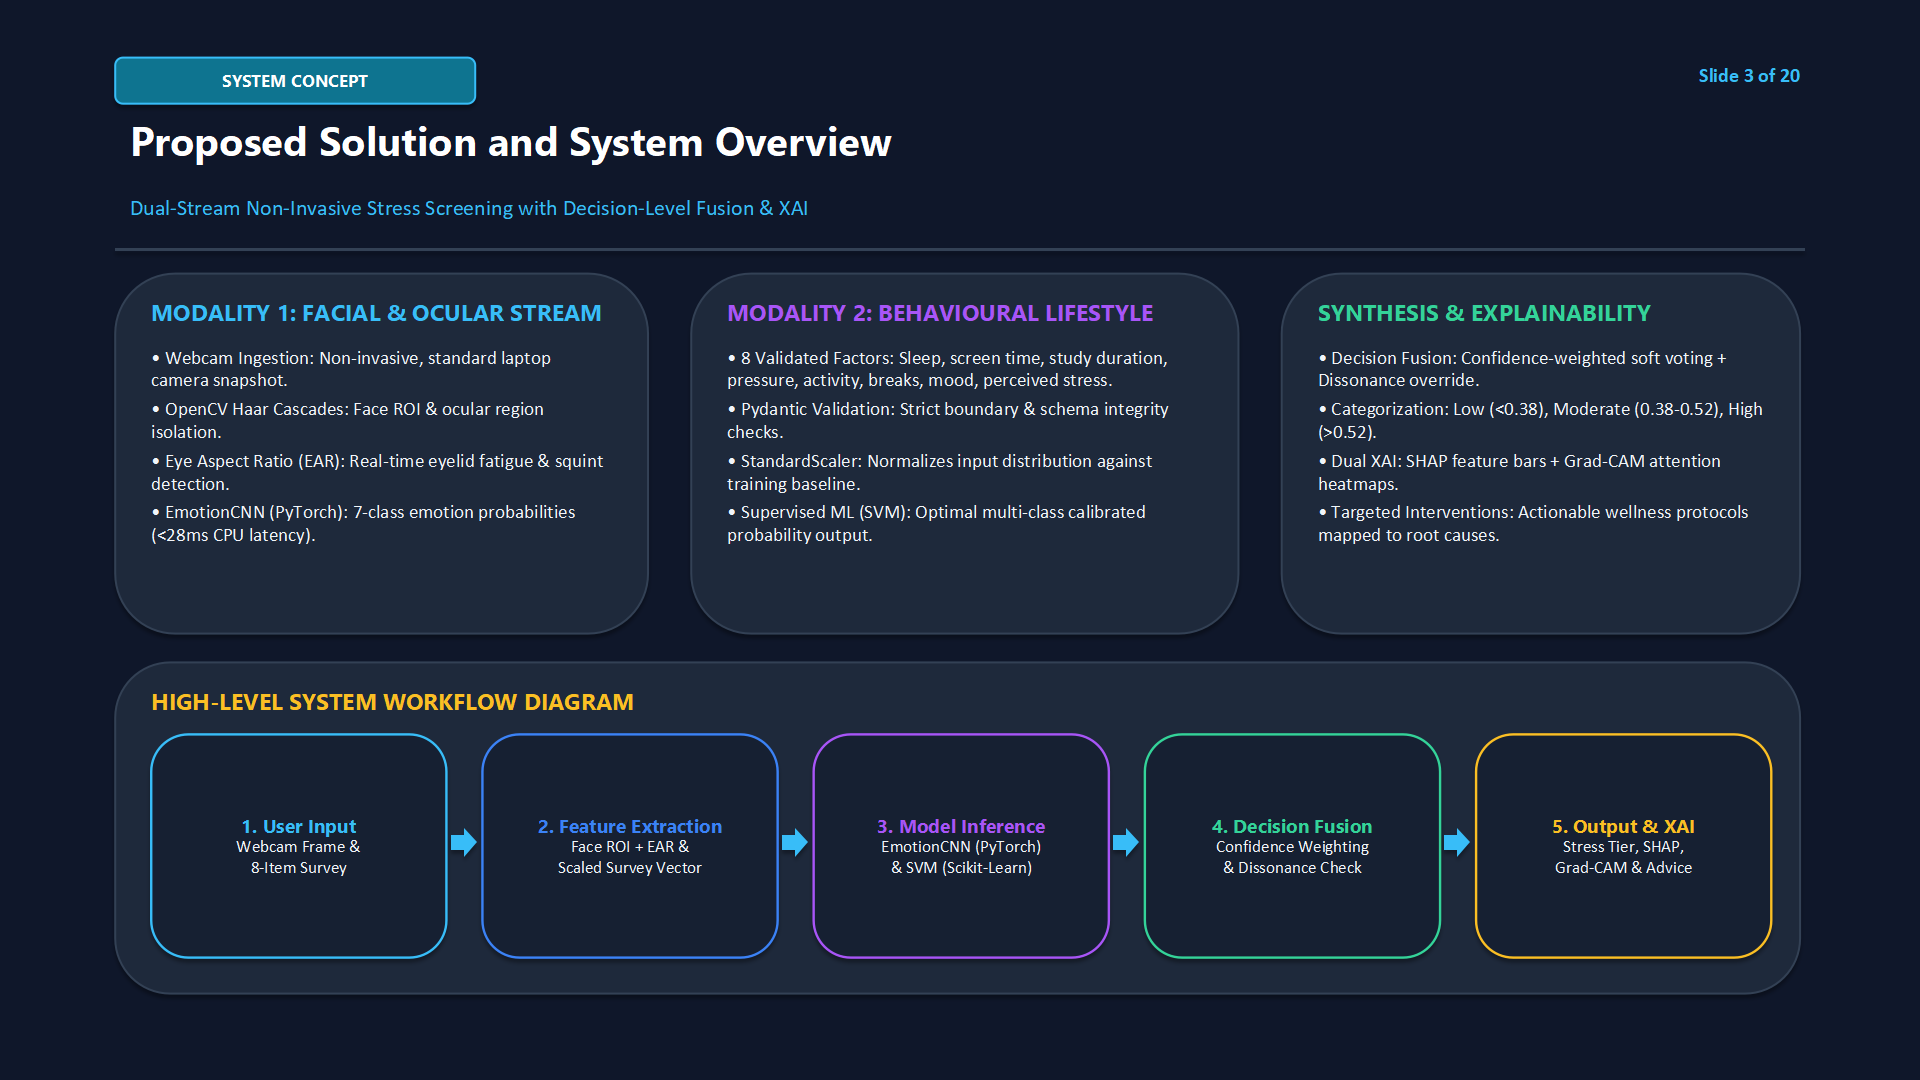 SYSTEM CONCEPT
Slide 3 of 20
Proposed Solution and System Overview
Dual-Stream Non-Invasive Stress Screening with Decision-Level Fusion & XAI
MODALITY 1: FACIAL & OCULAR STREAM
• Webcam Ingestion: Non-invasive, standard laptop
camera snapshot.
• OpenCV Haar Cascades: Face ROI & ocular region
isolation.
• Eye Aspect Ratio (EAR): Real-time eyelid fatigue & squint
detection.
• EmotionCNN (PyTorch): 7-class emotion probabilities
(<28ms CPU latency).
MODALITY 2: BEHAVIOURAL LIFESTYLE
• 8 Validated Factors: Sleep, screen time, study duration,
pressure, activity, breaks, mood, perceived stress.
• Pydantic Validation: Strict boundary & schema integrity
checks.
• StandardScaler: Normalizes input distribution against
training baseline.
• Supervised ML (SVM): Optimal multi-class calibrated
probability output.
SYNTHESIS & EXPLAINABILITY
• Decision Fusion: Confidence-weighted soft voting +
Dissonance override.
• Categorization: Low (<0.38), Moderate (0.38-0.52), High
(>0.52).
• Dual XAI: SHAP feature bars + Grad-CAM attention
heatmaps.
• Targeted Interventions: Actionable wellness protocols
mapped to root causes.
HIGH-LEVEL SYSTEM WORKFLOW DIAGRAM
1. User Input
Webcam Frame &
8-Item Survey
2. Feature Extraction
Face ROI + EAR &
Scaled Survey Vector
3. Model Inference
EmotionCNN (PyTorch)
& SVM (Scikit-Learn)
4. Decision Fusion
Confidence Weighting
& Dissonance Check
5. Output & XAI
Stress Tier, SHAP,
Grad-CAM & Advice